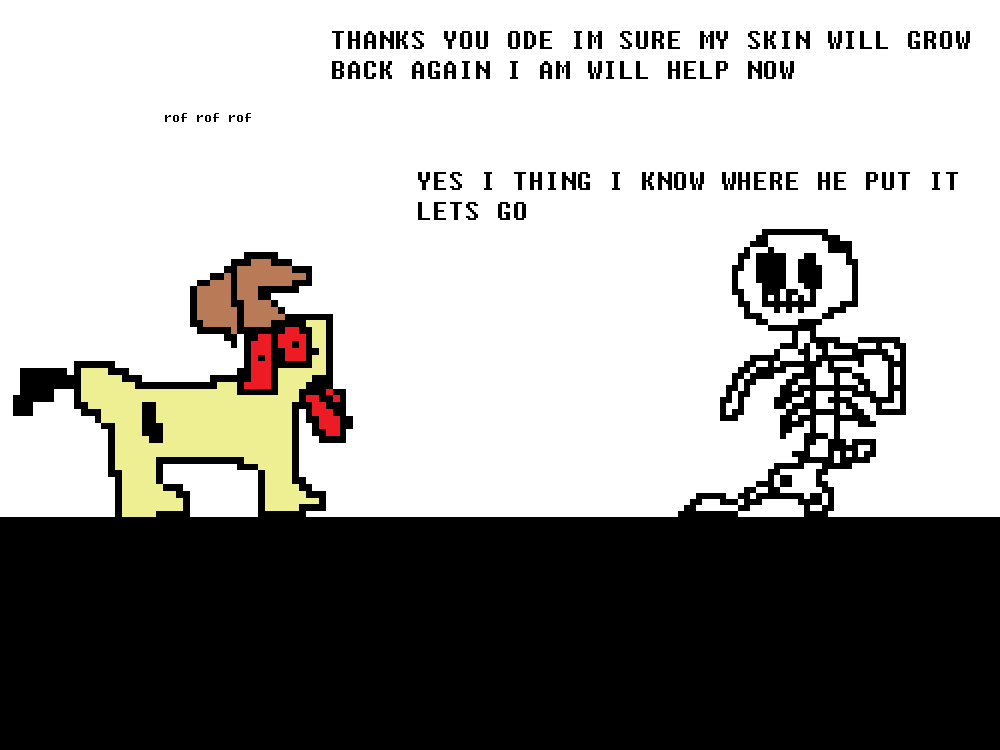 THANKS YOU ODE IM SURE MY SKIN WILL GROW
BACK AGAIN I AM WILL HELP NOW
rof rof rof
YES I THING I KNOW WHERE HE PUT IT
LETS GO